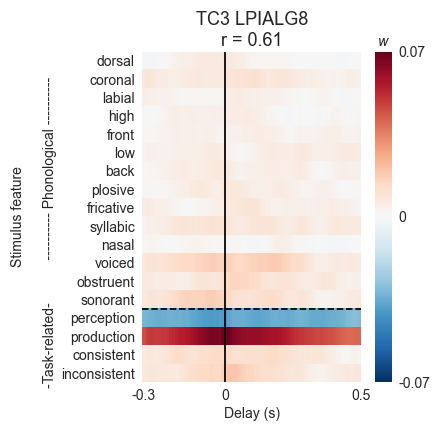 TC3 LPIALG8
r = 0.61
w
0.07
0
-0.07
Stimulus feature
---------- Phonological ----------
-Task-related-
dorsal
coronal
labial
high
front
low
back
plosive
fricative
syllabic
nasal
voiced
obstruent
sonorant
perception
production
consistent
inconsistent
-0.3
0
0.5
Delay (s)